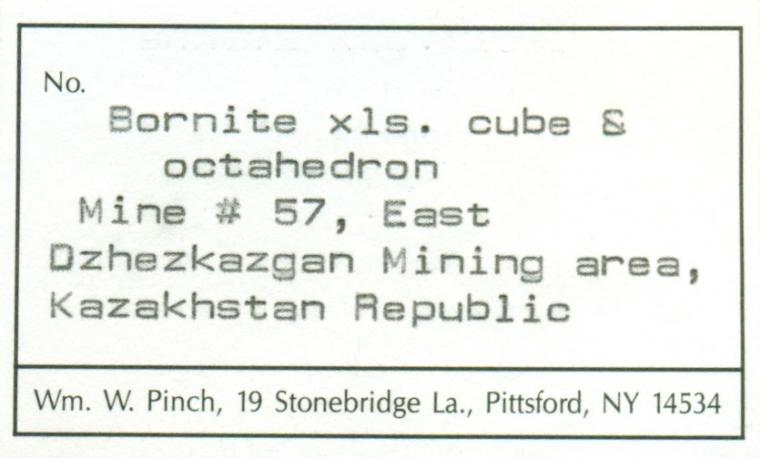 No.
Bornite xls. cube &
octahedron
Mine # 57, East
Dzhezkazgan Mining area,
Kazakhstan Republic
Wm. W. Pinch, 19 Stonebridge La., Pittsford, NY 14534